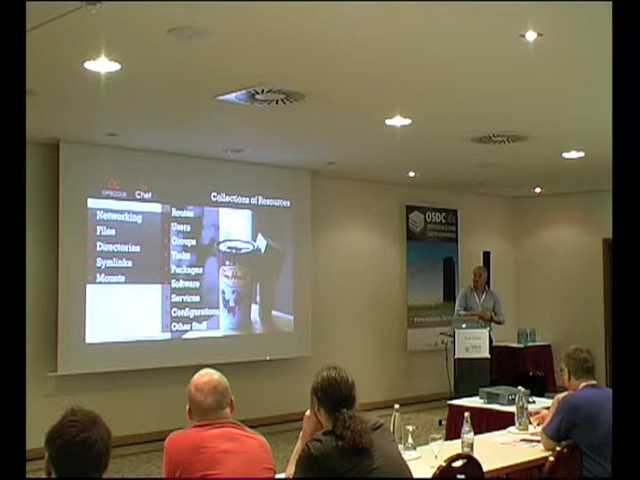 OPSCODE
Chef
Collections of Resources
Networking
Files
Directories
Symlinks
Mounts
Routes
Users
Groups
Tasks
Packages
Software
Services
Configurations
Other Stuff
OSDC.de